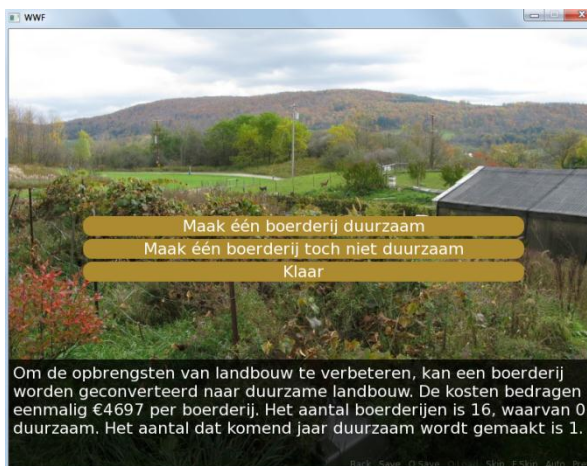 WWF
Maak één boerderij duurzaam
Maak één boerderij toch niet duurzaam
Klaar
Om de opbrengsten van landbouw te verbeteren, kan een boerderij
worden geconverteerd naar duurzame landbouw. De kosten bedragen
eenmalig €4697 per boerderij. Het aantal boerderijen is 16, waarvan 0
duurzaam. Het aantal dat komend jaar duurzaam wordt gemaakt is 1.
Back Save Q.Save Q.Load Skip F.Skip Auto